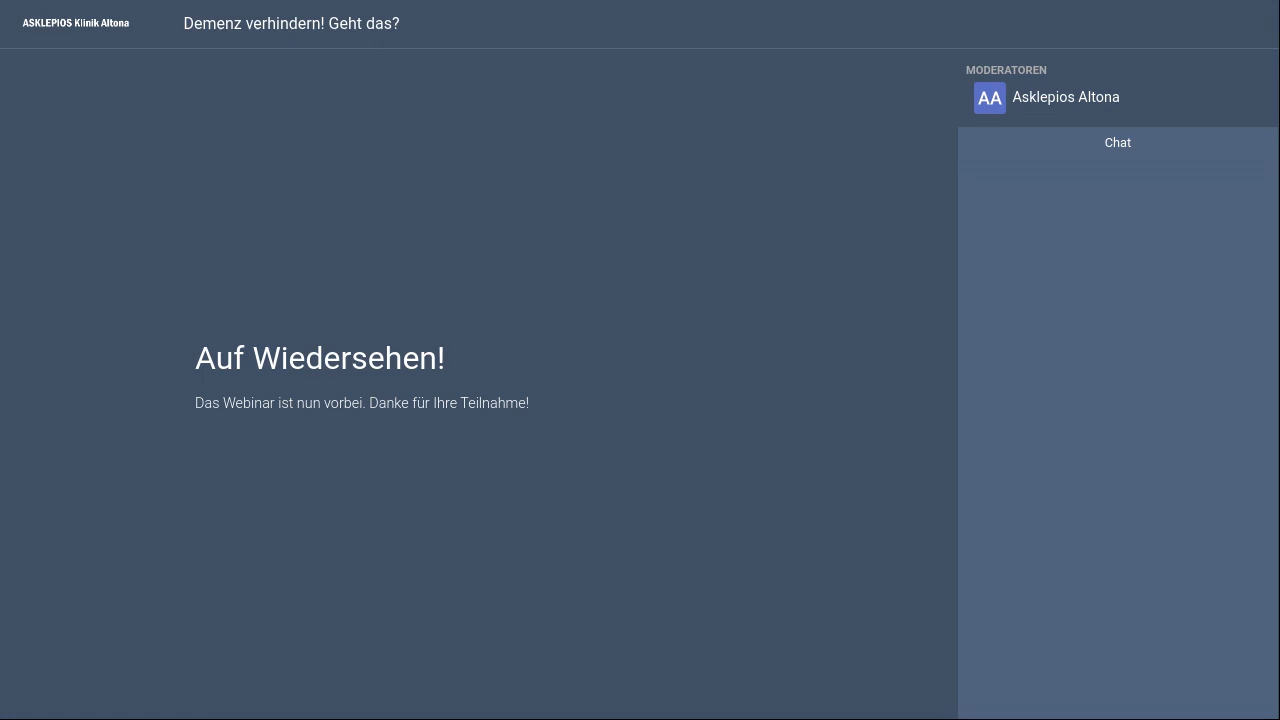 ASKLEPIOS Klinik Altona
Demenz verhindern! Geht das?
MODERATOREN
AA
Asklepios Altona
Chat
Auf Wiedersehen!
Das Webinar ist nun vorbei. Danke für Ihre Teilnahme!